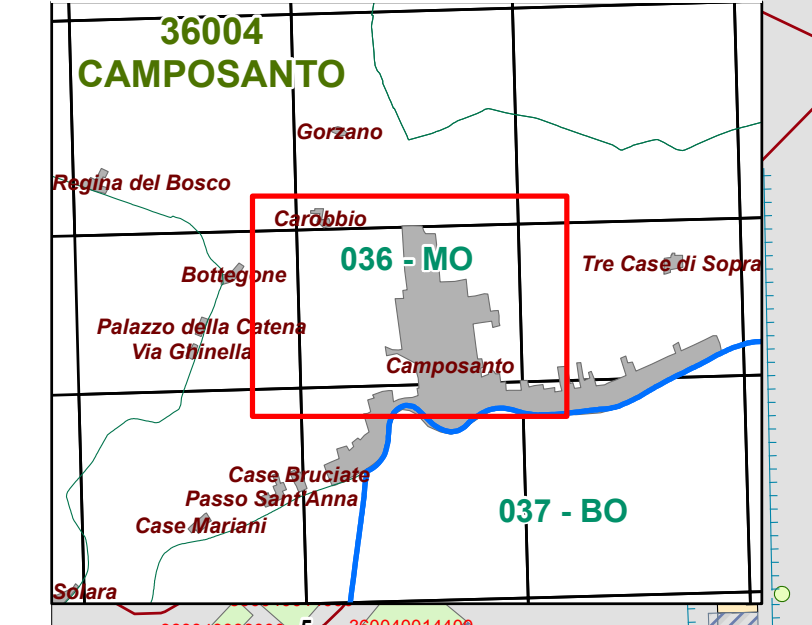 36004
CAMPOSANTO
Gorzano
Regina del Bosco
Carobbio
036 - MO
Tre Case di Sopra
Bottegone
Palazzo della Catena
Via Ghinella
Camposanto
Case Bruciate
Passo Sant'Anna
037 - BO
Case Mariani
Solara